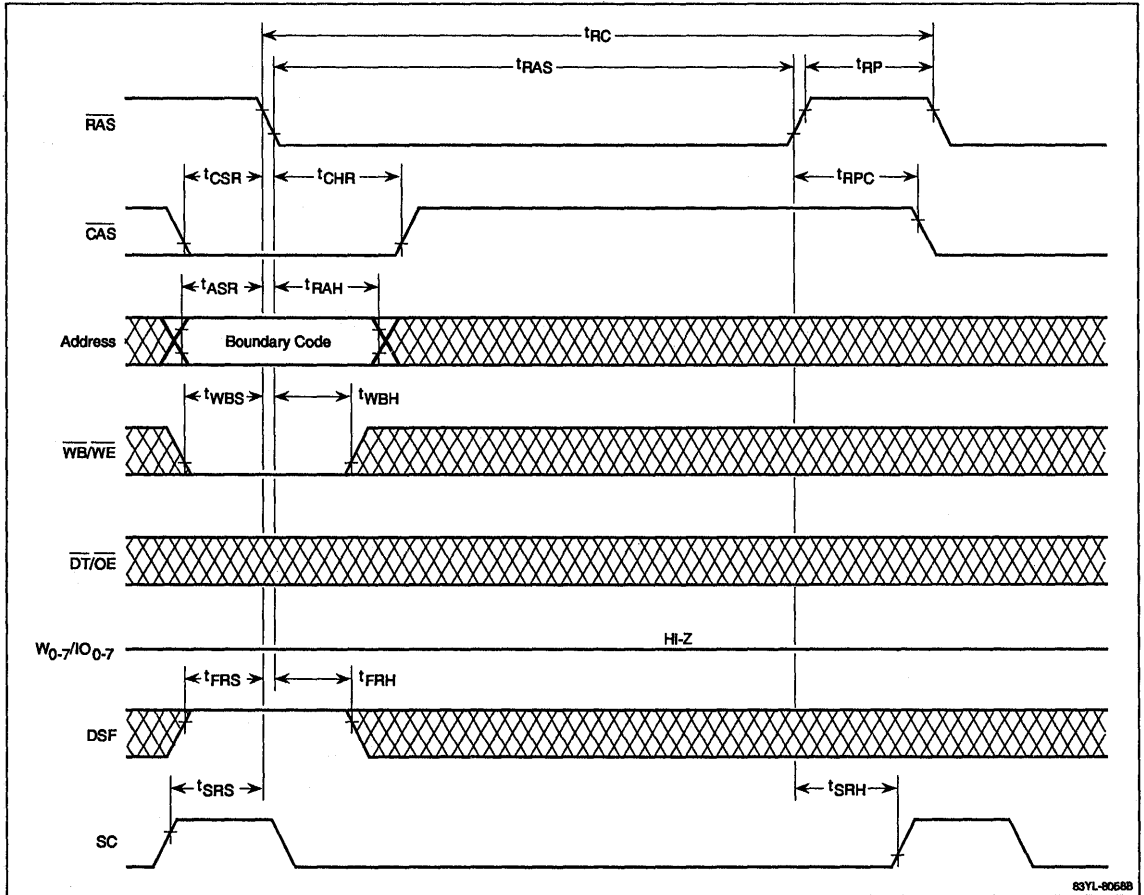 tRC
tRAS
tRP
RAS
tCSR
tCHR
tRPC
CAS
tASR
tRAH
Address
Boundary Code
tWBS
tWBH
WB/WE
DT/OE
HI-Z
W0-7/IO0-7
tFRS
tFRH
DSF
tSRS
tSRH
SC
83YL-8058B